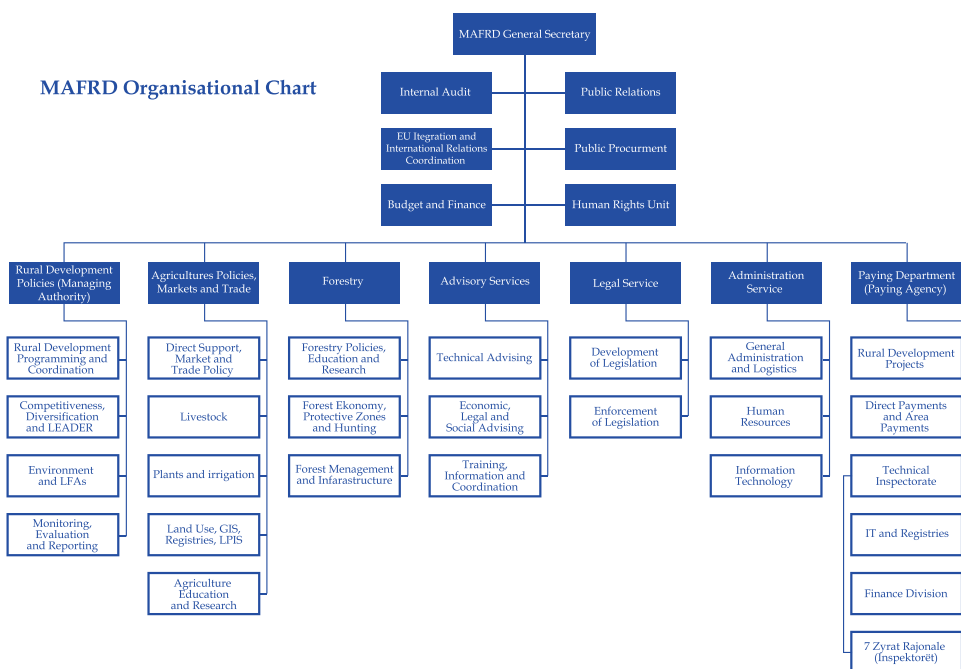 MAFRD General Secretary
MAFRD Organisational Chart
Internal Audit
Public Relations
EU Itegration and
International Relations
Coordination
Public Procurment
Budget and Finance
Human Rights Unit
Rural Development
Policies (Managing
Authority)
Agricultures Policies,
Markets and Trade
Forestry
Advisory Services
Legal Service
Administration
Service
Paying Department
(Paying Agency)
Rural Development
Programming and
Coordination
Competitiveness,
Diversification
and LEADER
Environment
and LFAs
Monitoring,
Evaluation
and Reporting
Direct Support,
Market and
Trade Policy
Livestock
Plants and irrigation
Land Use, GIS,
Registries, LPIS
Agriculture
Education
and Research
Forestry Policies,
Education and
Research
Forest Ekonomy,
Protective Zones
and Hunting
Forest Menagement
and Infarastructure
Technical Advising
Economic,
Legal and
Social Advising
Training,
Information and
Coordination
Development
of Legislation
Enforcement
of Legislation
General
Administration
and Logistics
Human
Resources
Information
Technology
Rural Development
Projects
Direct Payments
and Area
Payments
Technical
Inspectorate
IT and Registries
Finance Division
7 Zyrat Rajonale
(Inspektorët)